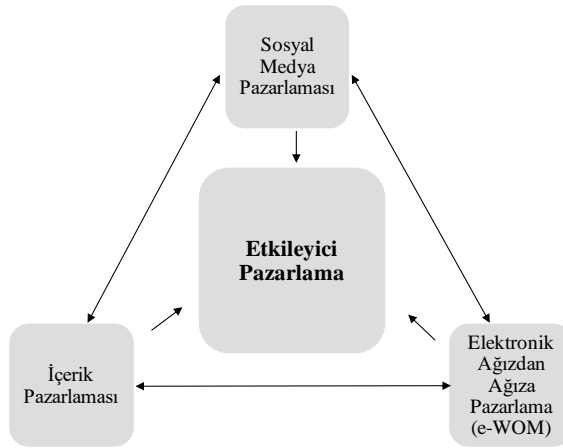 Sosyal
Medya
Pazarlaması
Etkileyici
Pazarlama
İçerik
Pazarlaması
Elektronik
Ağızdan
Ağıza
Pazarlama
(e-WOM)